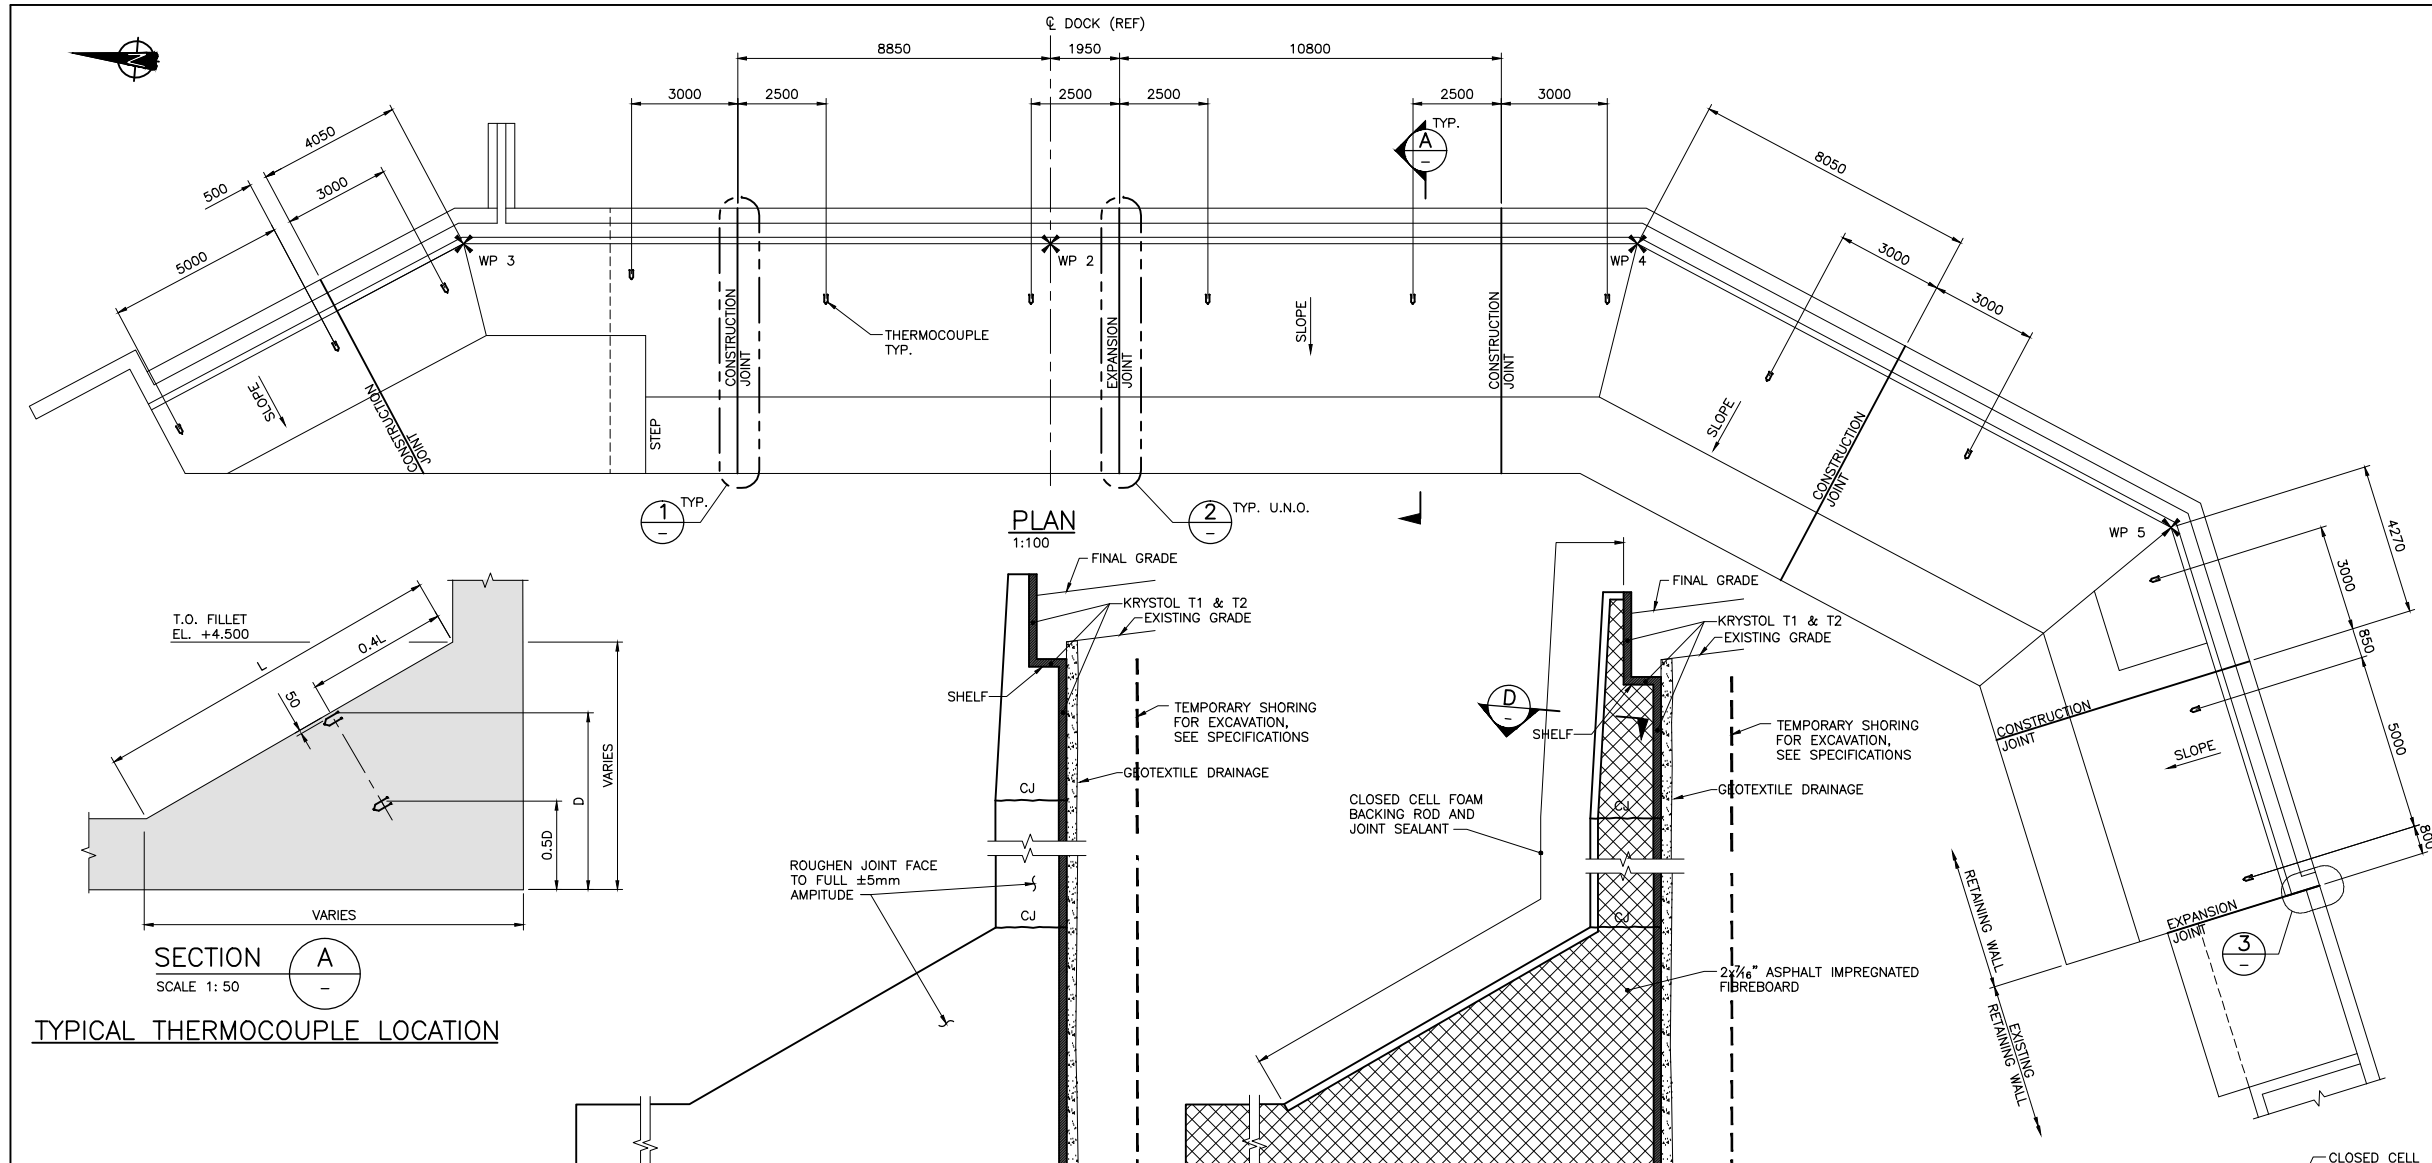 ℄ DOCK (REF)
8850
1950
10800
3000
2500
2500
2500
2500
3000
N
4050
500
3000
5000
TYP.
A
–
8050
3000
3000
WP 3
WP 2
WP 4
WP 5
THERMOCOUPLE
TYP.
CONSTRUCTION
JOINT
EXPANSION
JOINT
SLOPE
CONSTRUCTION
JOINT
SLOPE
CONSTRUCTION
JOINT
STEP
SLOPE
CONSTRUCTION
JOINT
1
–
TYP.
PLAN
1:100
2
–
TYP. U.N.O.
4270
3000
850
5000
800
CONSTRUCTION
JOINT
SLOPE
EXPANSION
JOINT
3
–
RETAINING WALL
EXISTING
RETAINING WALL
T.O. FILLET
EL. +4.500
L
0.4L
50
VARIES
D
0.5D
VARIES
SECTION
SCALE 1:50
A
–
TYPICAL THERMOCOUPLE LOCATION
FINAL GRADE
KRYSTOL T1 & T2
EXISTING GRADE
SHELF
TEMPORARY SHORING
FOR EXCAVATION,
SEE SPECIFICATIONS
GEOTEXTILE DRAINAGE
CJ
CJ
ROUGHEN JOINT FACE
TO FULL ±5mm
AMPITUDE
FINAL GRADE
KRYSTOL T1 & T2
EXISTING GRADE
D
–
SHELF
TEMPORARY SHORING
FOR EXCAVATION,
SEE SPECIFICATIONS
GEOTEXTILE DRAINAGE
CLOSED CELL FOAM
BACKING ROD AND
JOINT SEALANT
CJ
CJ
2x7/16" ASPHALT IMPREGNATED
FIBREBOARD
CLOSED CELL